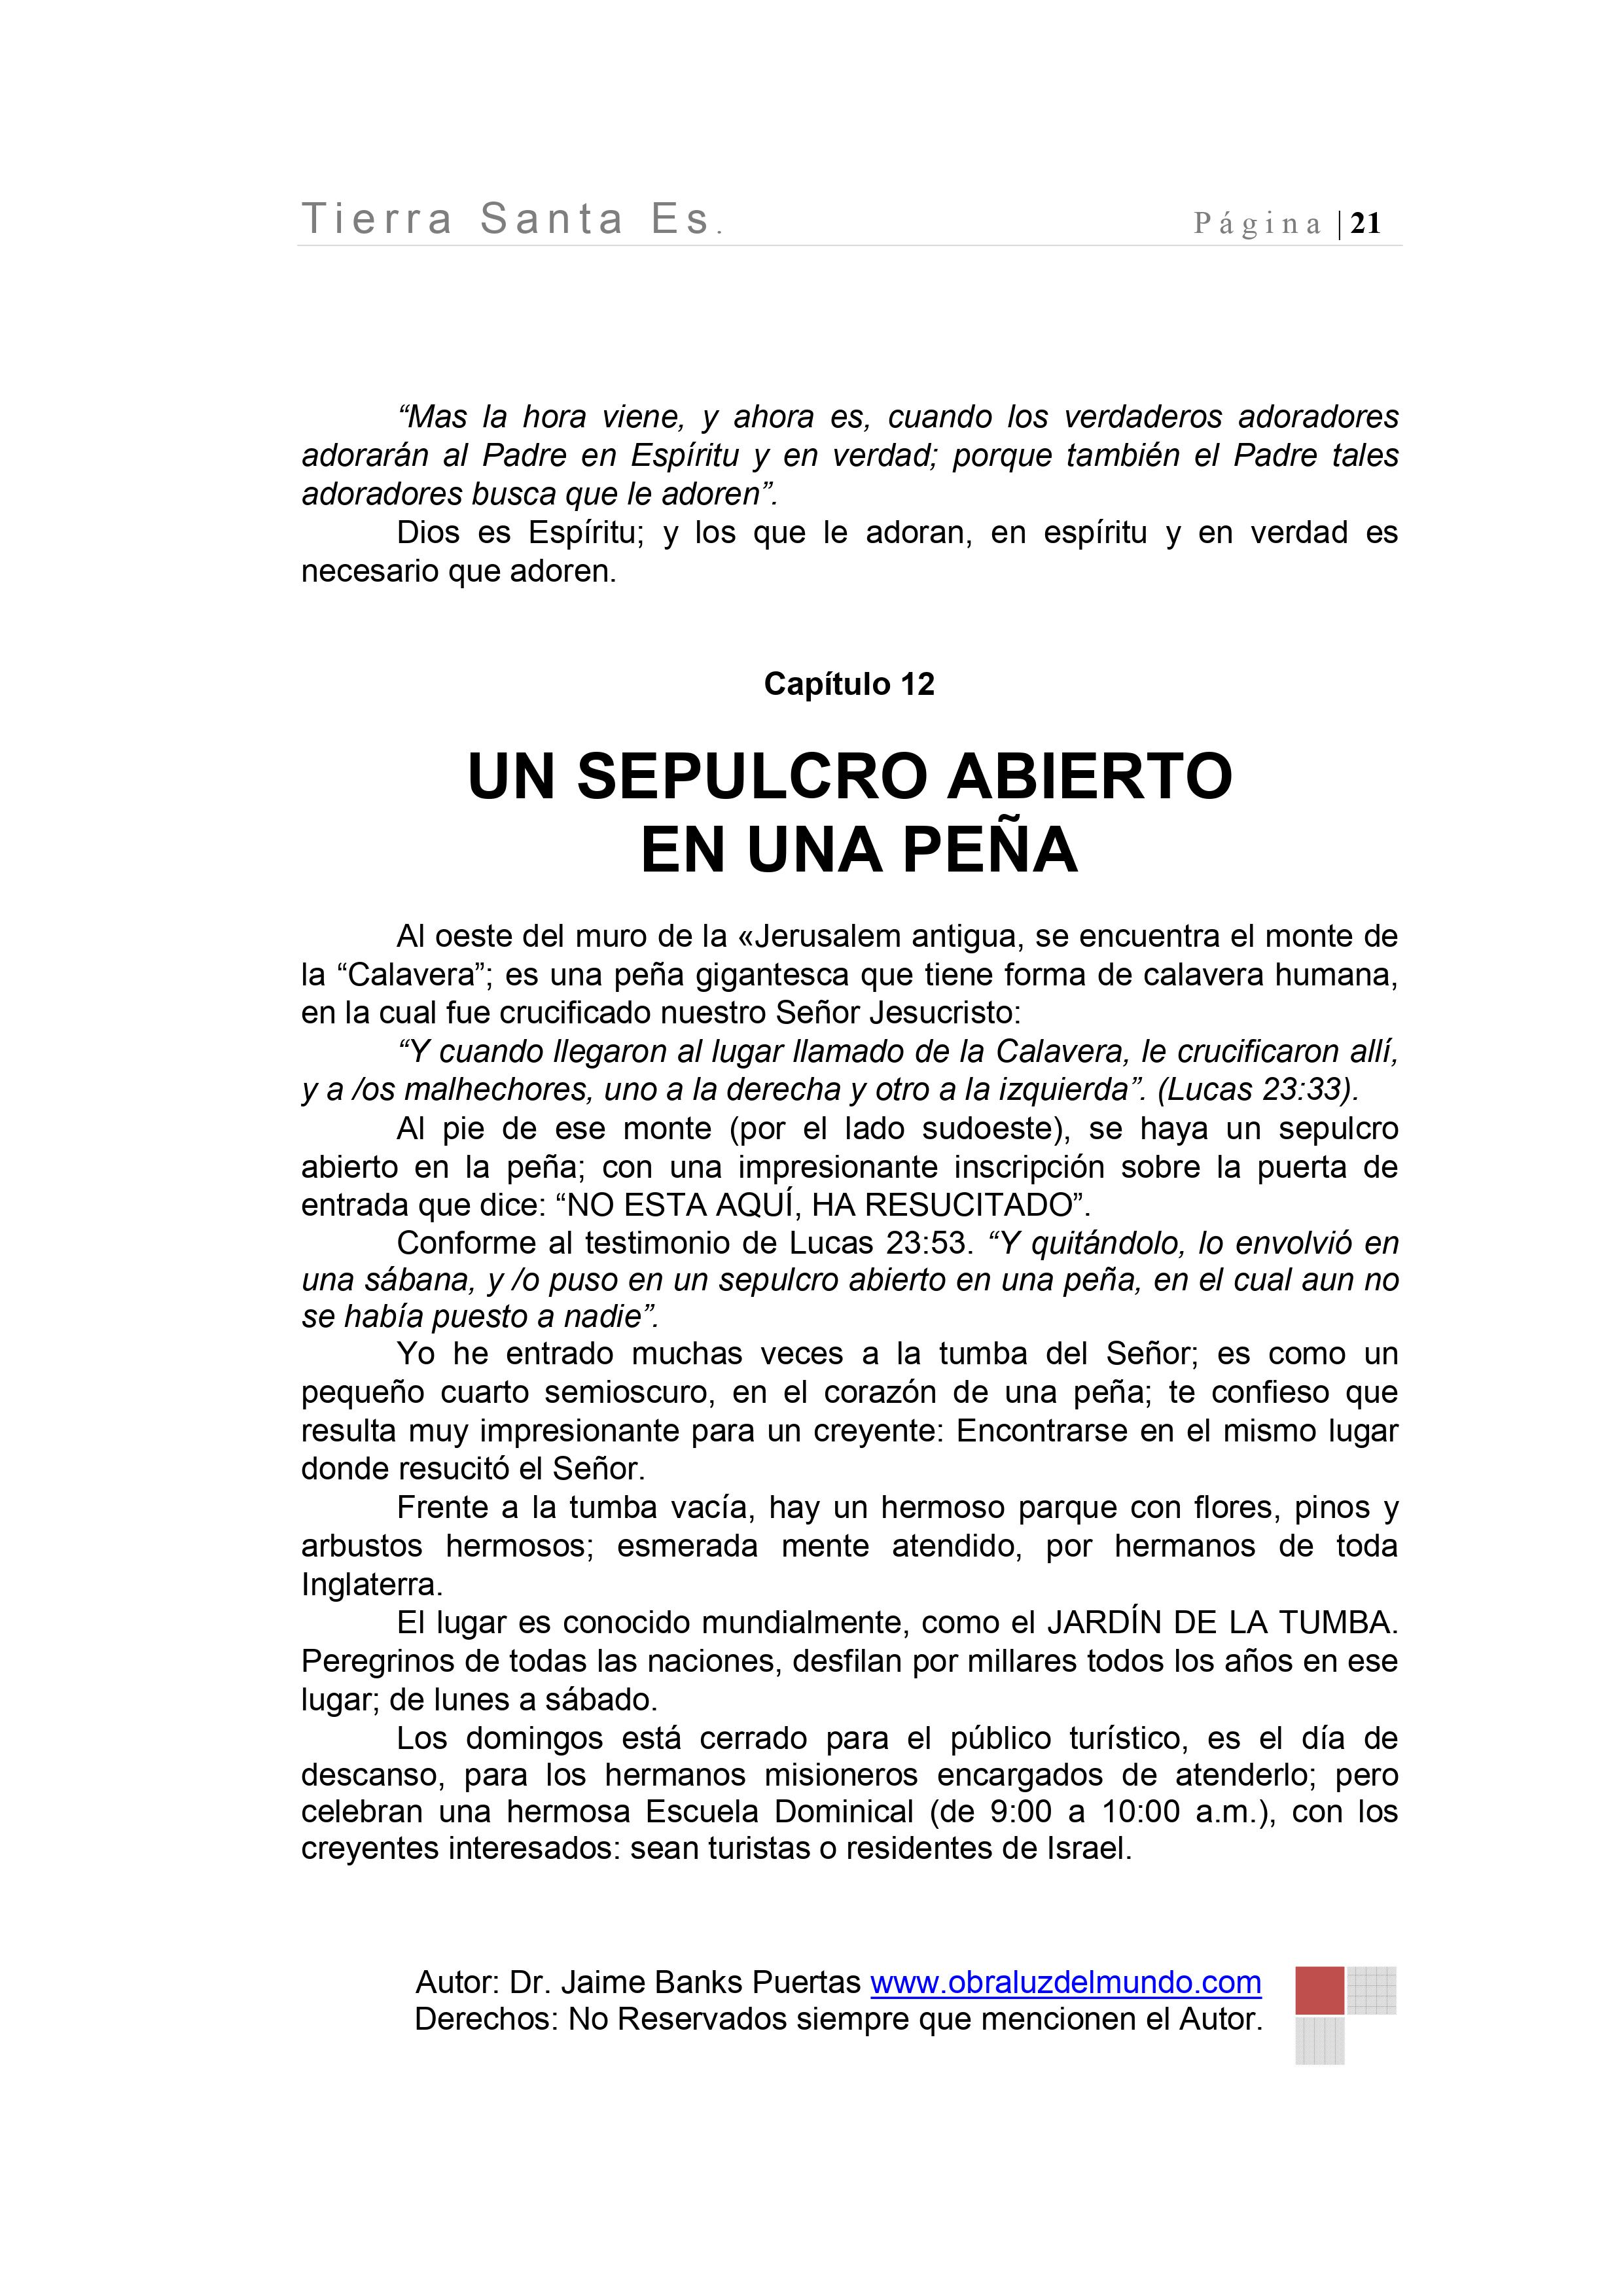 Tierra Santa Es. Página | 21
“Mas la hora viene, y ahora es, cuando los verdaderos adoradores
adorarán al Padre en Espíritu y en verdad; porque también el Padre tales
adoradores busca que le adoren”.
Dios es Espíritu; y los que le adoran, en espíritu y en verdad es
necesario que adoren.
Capítulo 12
UN SEPULCRO ABIERTO
EN UNA PEÑA
Al oeste del muro de la «Jerusalem antigua, se encuentra el monte de
la “Calavera”; es una peña gigantesca que tiene forma de calavera humana,
en la cual fue crucificado nuestro Señor Jesucristo:
“Y cuando llegaron al lugar llamado de la Calavera, le crucificaron allí,
y a /os malhechores, uno a la derecha y otro a la izquierda”. (Lucas 23:33).
Al pie de ese monte (por el lado sudoeste), se haya un sepulcro
abierto en la peña; con una impresionante inscripción sobre la puerta de
entrada que dice: “NO ESTA AQUÍ, HA RESUCITADO”.
Conforme al testimonio de Lucas 23:53. “Y quitándolo, lo envolvió en
una sábana, y /o puso en un sepulcro abierto en una peña, en el cual aun no
se había puesto a nadie”.
Yo he entrado muchas veces a la tumba del Señor; es como un
pequeño cuarto semioscuro, en el corazón de una peña; te confieso que
resulta muy impresionante para un creyente: Encontrarse en el mismo lugar
donde resucitó el Señor.
Frente a la tumba vacía, hay un hermoso parque con flores, pinos y
arbustos hermosos; esmerada mente atendido, por hermanos de toda
Inglaterra.
El lugar es conocido mundialmente, como el JARDÍN DE LA TUMBA.
Peregrinos de todas las naciones, desfilan por millares todos los años en ese
lugar; de lunes a sábado.
Los domingos está cerrado para el público turístico, es el día de
descanso, para los hermanos misioneros encargados de atenderlo; pero
celebran una hermosa Escuela Dominical (de 9:00 a 10:00 a.m.), con los
creyentes interesados: sean turistas o residentes de Israel.
Autor: Dr. Jaime Banks Puertas www.obraluzdelmundo.com
Derechos: No Reservados siempre que mencionen el Autor.